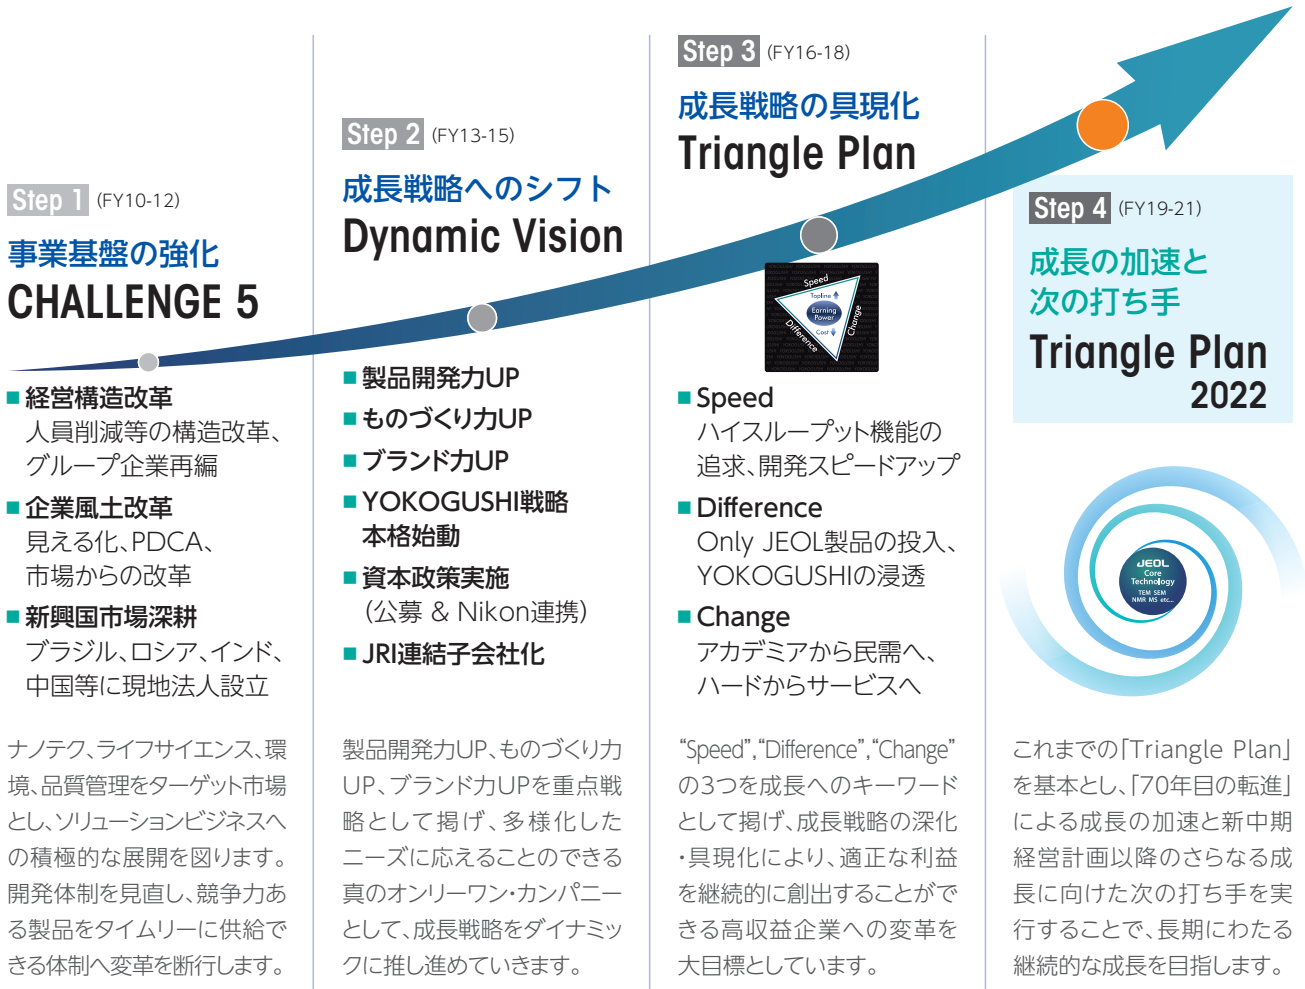 Step 1 (FY10-12)
事業基盤の強化
CHALLENGE 5
■経営構造改革
人員削減等の構造改革、
グループ企業再編
■企業風土改革
見える化、PDCA、
市場からの改革
■新興国市場深耕
ブラジル、ロシア、インド、
中国等に現地法人設立
ナノテク、ライフサイエンス、環
境、品質管理をターゲット市場
とし、ソリューションビジネスへ
の積極的な展開を図ります。
開発体制を見直し、競争力あ
る製品をタイムリーに供給で
きる体制へ変革を断行します。
Step 2 (FY13-15)
成長戦略へのシフト
Dynamic Vision
■製品開発力UP
■ものづくり力UP
■ブランド力UP
■YOKOGUSHI戦略
本格始動
■資本政策実施
（公募 & Nikon連携）
■JRI連結子会社化
製品開発力UP、ものづくり力
UP、ブランド力UPを重点戦
略として掲げ、多様化した
ニーズに応えることのできる
真のオンリーワン・カンパニー
として、成長戦略をダイナミッ
クに推し進めていきます。
Step 3 (FY16-18)
成長戦略の具現化
Triangle Plan
Speed
Topline
Earning
Power
Cost
Difference
Change
■Speed
ハイスループット機能の
追求、開発スピードアップ
■Difference
Only JEOL製品の投入、
YOKOGUSHIの浸透
■Change
アカデミアから民需へ、
ハードからサービスへ
“Speed”,“Difference”,“Change”
の3つを成長へのキーワード
として掲げ、成長戦略の深化
・具現化により、適正な利益
を継続的に創出することがで
きる高収益企業への変革を
大目標としています。
Step 4 (FY19-21)
成長の加速と
次の打ち手
Triangle Plan
2022
JEOL
Core
Technology
TEM SEM
NMR MS etc...
これまでの「Triangle Plan」
を基本とし、「70年目の転進」
による成長の加速と新中期
経営計画以降のさらなる成
長に向けた次の打ち手を実
行することで、長期にわたる
継続的な成長を目指します。